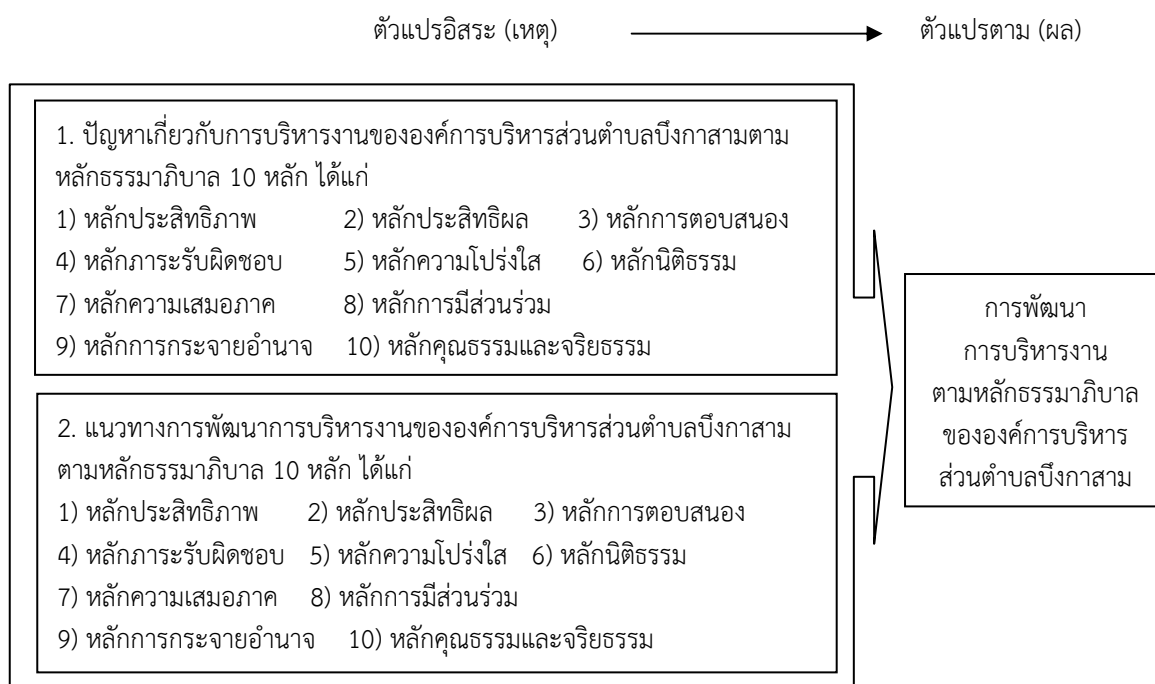 ตัวแปรอิสระ (เหตุ) ตัวแปรตาม (ผล)
1. ปัญหาเกี่ยวกับการบริหารงานขององค์การบริหารส่วนตำบลบึงกาสามตาม
หลักธรรมาภิบาล 10 หลัก ได้แก่
1) หลักประสิทธิภาพ 2) หลักประสิทธิผล 3) หลักการตอบสนอง
4) หลักภาระรับผิดชอบ 5) หลักความโปร่งใส 6) หลักนิติธรรม
7) หลักความเสมอภาค 8) หลักการมีส่วนร่วม
9) หลักการกระจายอำนาจ 10) หลักคุณธรรมและจริยธรรม
2. แนวทางการพัฒนาการบริหารงานขององค์การบริหารส่วนตำบลบึงกาสาม
ตามหลักธรรมาภิบาล 10 หลัก ได้แก่
1) หลักประสิทธิภาพ 2) หลักประสิทธิผล 3) หลักการตอบสนอง
4) หลักภาระรับผิดชอบ 5) หลักความโปร่งใส 6) หลักนิติธรรม
7) หลักความเสมอภาค 8) หลักการมีส่วนร่วม
9) หลักการกระจายอำนาจ 10) หลักคุณธรรมและจริยธรรม
การพัฒนา
การบริหารงาน
ตามหลักธรรมาภิบาล
ขององค์การบริหาร
ส่วนตำบลบึงกาสาม